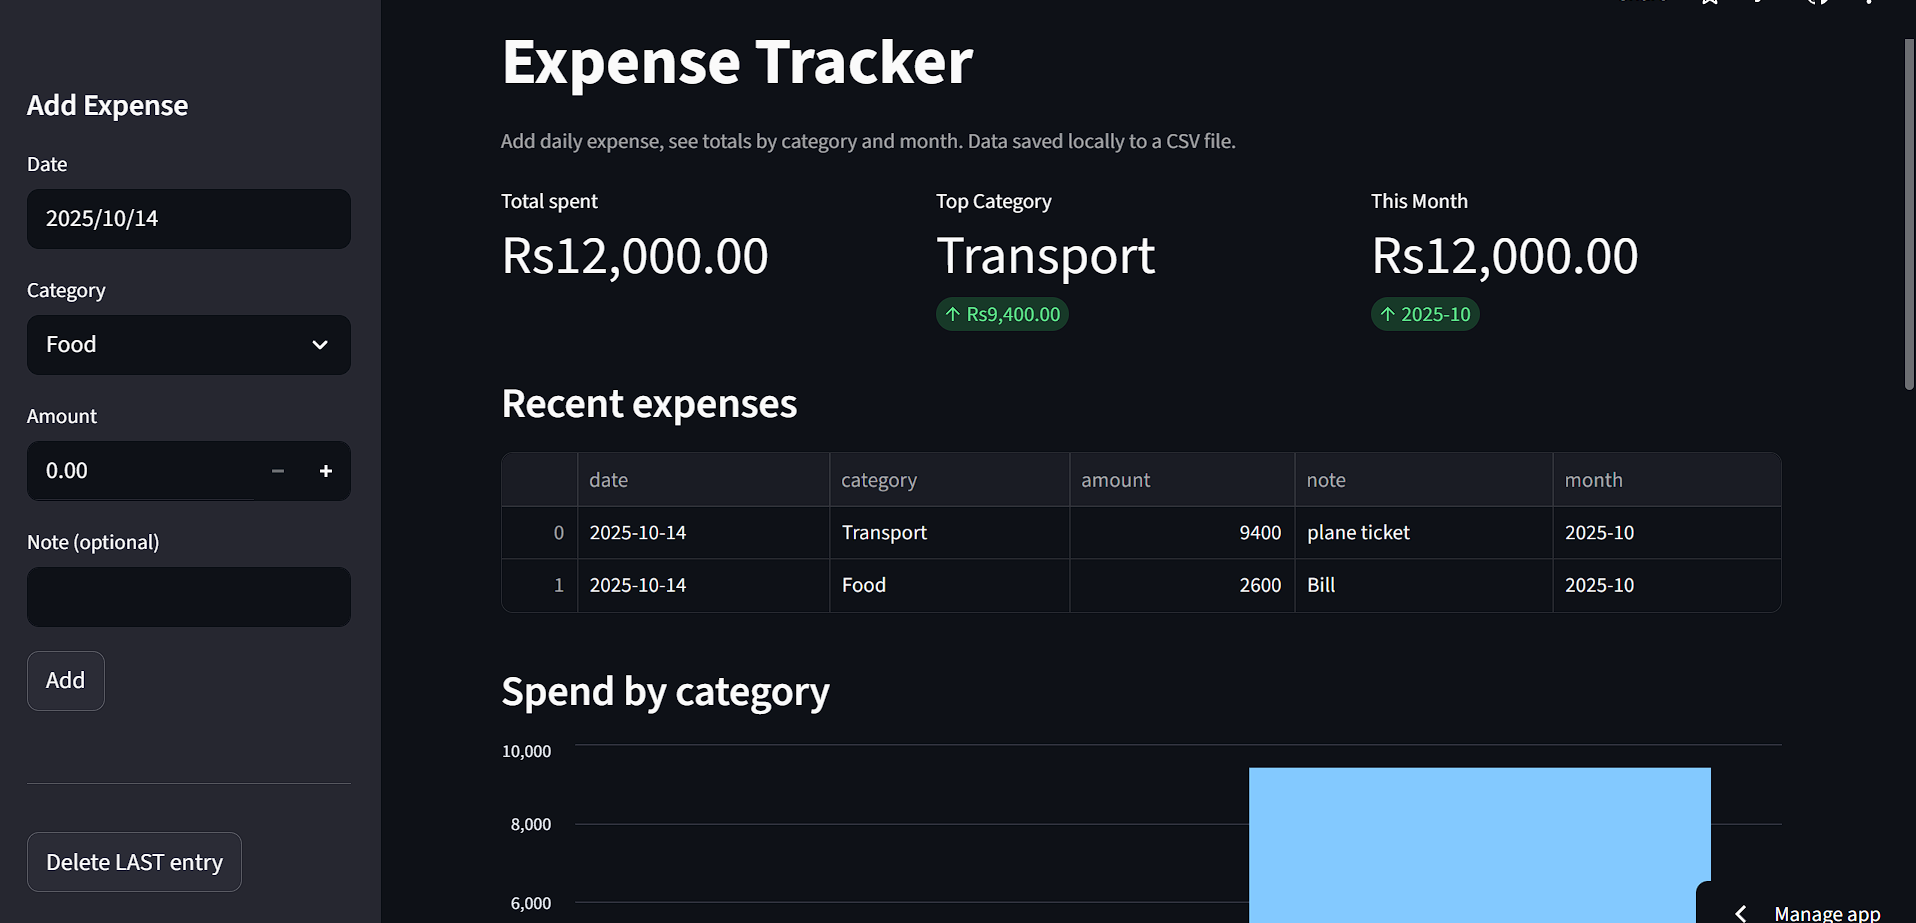 Add Expense
Date
2025/10/14
Category
Food
Amount
0.00
Note (optional)
Add
Delete LAST entry
Expense Tracker
Add daily expense, see totals by category and month. Data saved locally to a CSV file.
Total spent
Rs12,000.00
Top Category
Transport
↑ Rs9,400.00
This Month
Rs12,000.00
↑ 2025-10
Recent expenses
date category amount note month
0 2025-10-14 Transport 9400 plane ticket 2025-10
1 2025-10-14 Food 2600 Bill 2025-10
Spend by category
10,000
8,000
6,000
Manage app